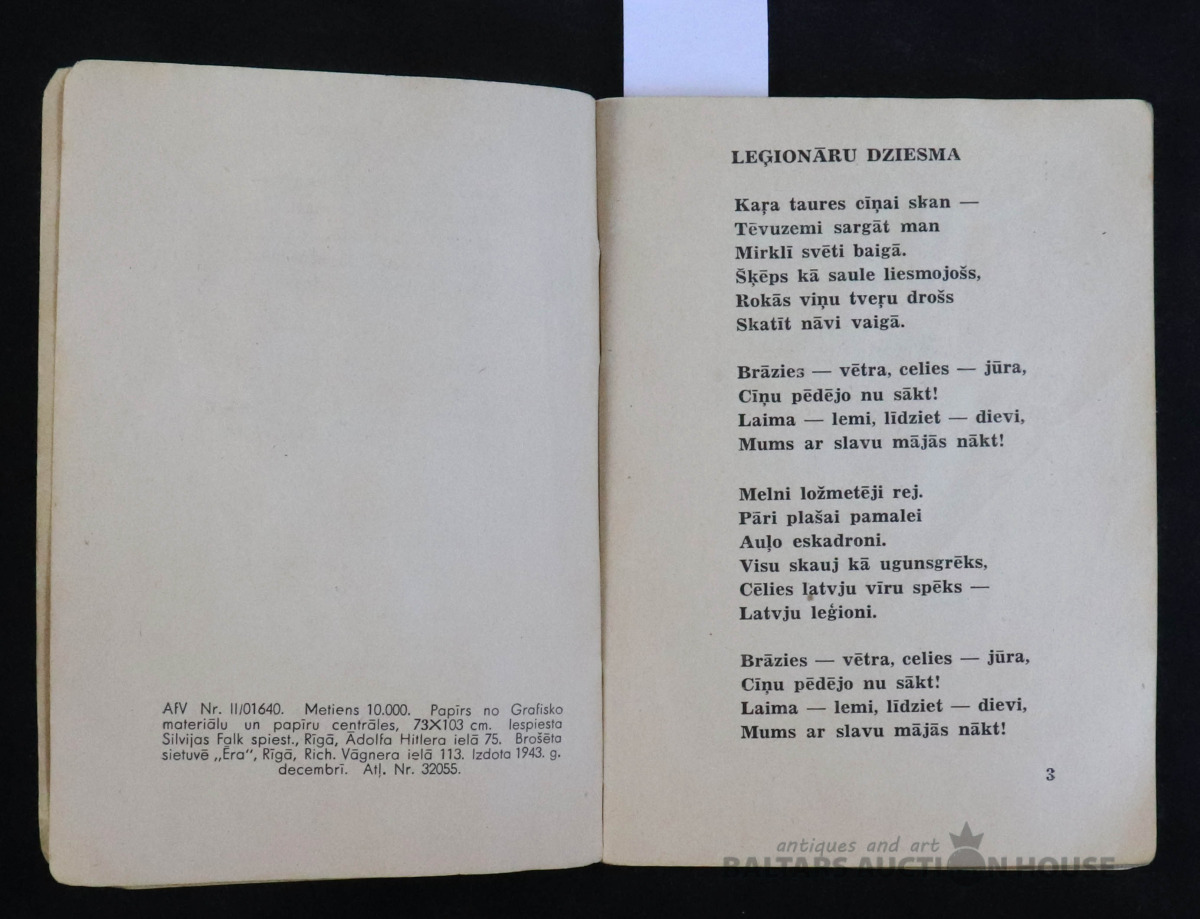 AfV Nr. II/01640. Metiens 10.000. Papīrs no Grafisko
materiālu un papīru centrāles, 73X103 cm. Iespiesta
Silvijas Falk spiest., Rīgā, Ādolfa Hitlera ielā 75. Brošēta
sietuvē „Ēra“, Rīgā, Rich. Vāgnera ielā 113. Izdota 1943. g.
decembrī. Atļ. Nr. 32055.
LEĢIONĀRU DZIESMA
Kaŗa taures cīņai skan —
Tēvuzemi sargāt man
Mirklī svēti baigā.
Šķēps kā saule liesmojošs,
Rokās viņu tveŗu drošs
Skatīt nāvi vaigā.
Brāzies — vētra, celies — jūra,
Cīņu pēdējo nu sākt!
Laima — lemi, līdziet — dievi,
Mums ar slavu mājās nākt!
Melni ložmetēji rej.
Pāri plašai pamalei
Auļo eskadroni.
Visu skauj kā ugunsgrēks,
Cēlies latvju vīru spēks —
Latvju leģioni.
Brāzies — vētra, celies — jūra,
Cīņu pēdējo nu sākt!
Laima — lemi, līdziet — dievi,
Mums ar slavu mājās nākt!
3
antiques and art
BALTARS AUCTION HOUSE